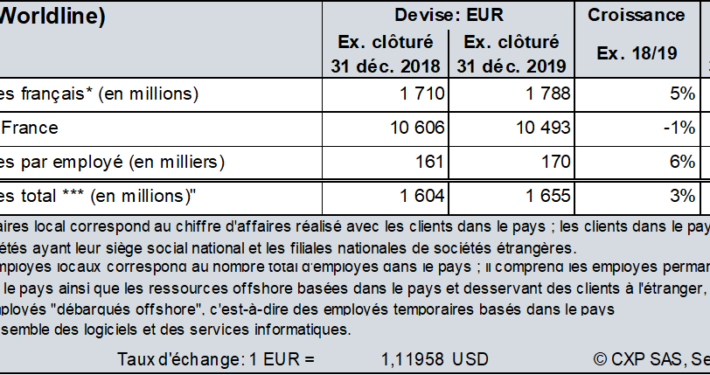 Worldline) Devise: EUR Croissance
Ex. clôturé Ex. clôturé Ex. 18/19
31 déc. 2018 31 déc. 2019
es français* (en millions) 1 710 1 788 5%
France 10 606 10 493 -1%
es par employé (en milliers) 161 170 6%
es total *** (en millions)" 1 604 1 655 3%
aires local correspond au chiffre d'affaires réalisé avec les clients dans le pays ; les clients dans le pay
étés ayant leur siège social national et les filiales nationales de sociétés étrangères.
mployés locaux correspond au nombre total d'employés dans le pays ; il comprend les employés permar
le pays ainsi que les ressources offshore basées dans le pays et desservant des clients à l'étranger,
mployés "débarqués offshore", c'est-à-dire des employés temporaires basés dans le pays
semble des logiciels et des services informatiques.
Taux d'échange: 1 EUR = 1,11958 USD © CXP SAS, Se